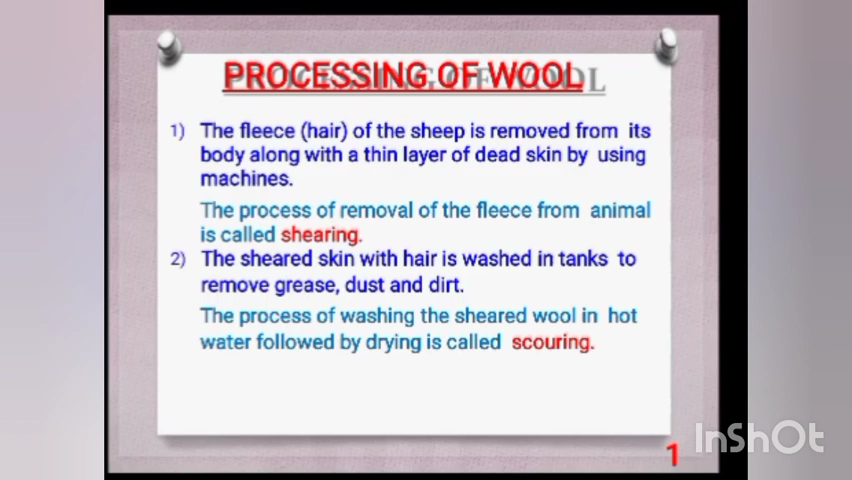 PROCESSING OF WOOL
1) The fleece (hair) of the sheep is removed from its
body along with a thin layer of dead skin by using
machines.
The process of removal of the fleece from animal
is called shearing.
2) The sheared skin with hair is washed in tanks to
remove grease, dust and dirt.
The process of washing the sheared wool in hot
water followed by drying is called scouring.
1
InShOt